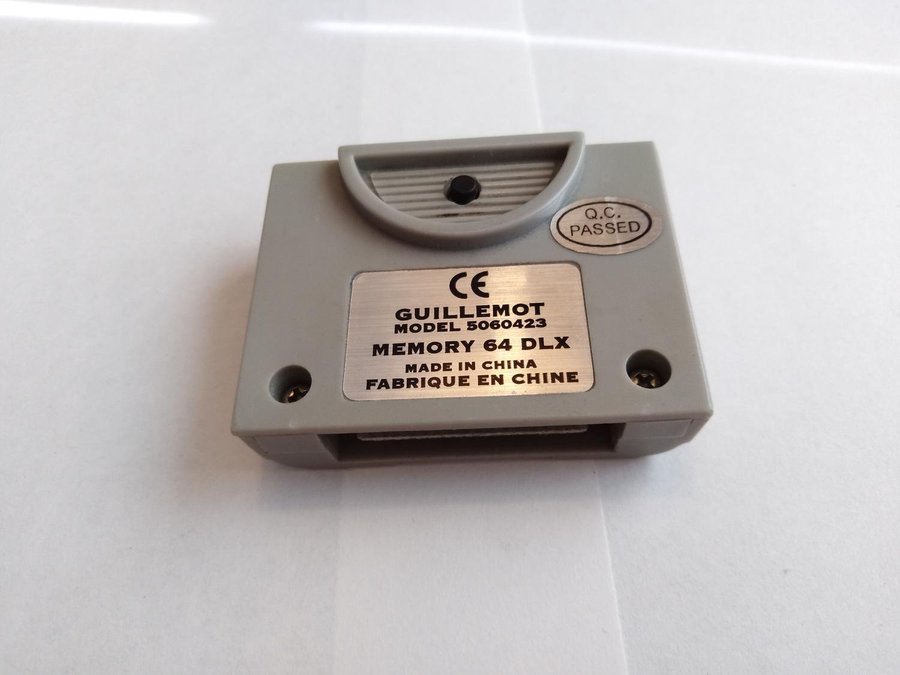 Q.C.
PASSED
CE
GUILLEMOT
MODEL 5060423
MEMORY 64 DLX
MADE IN CHINA
FABRIQUE EN CHINE